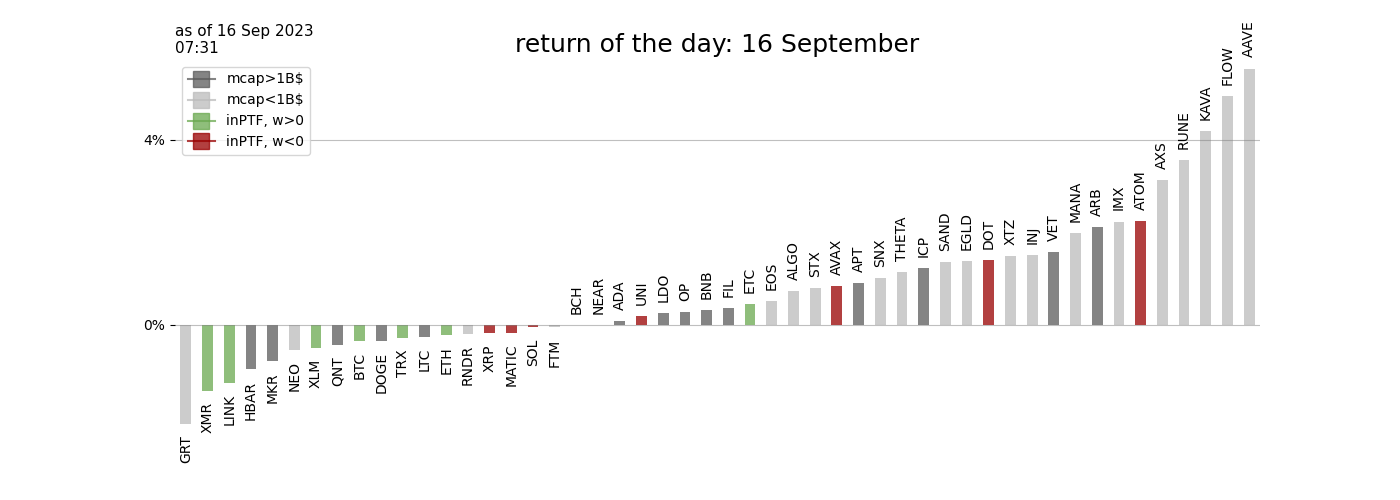 as of 16 Sep 2023
07:31
return of the day: 16 September
mcap>1B$
mcap<1B$
inPTF, w>0
inPTF, w<0
4%
0%
GRT
XMR
LINK
HBAR
MKR
NEO
XLM
QNT
BTC
DOGE
TRX
LTC
ETH
RNDR
XRP
MATIC
SOL
FTM
BCH
NEAR
ADA
UNI
LDO
OP
BNB
FIL
ETC
EOS
ALGO
STX
AVAX
APT
SNX
THETA
ICP
SAND
EGLD
DOT
XTZ
INJ
VET
MANA
ARB
IMX
ATOM
AXS
RUNE
KAVA
FLOW
AAVE